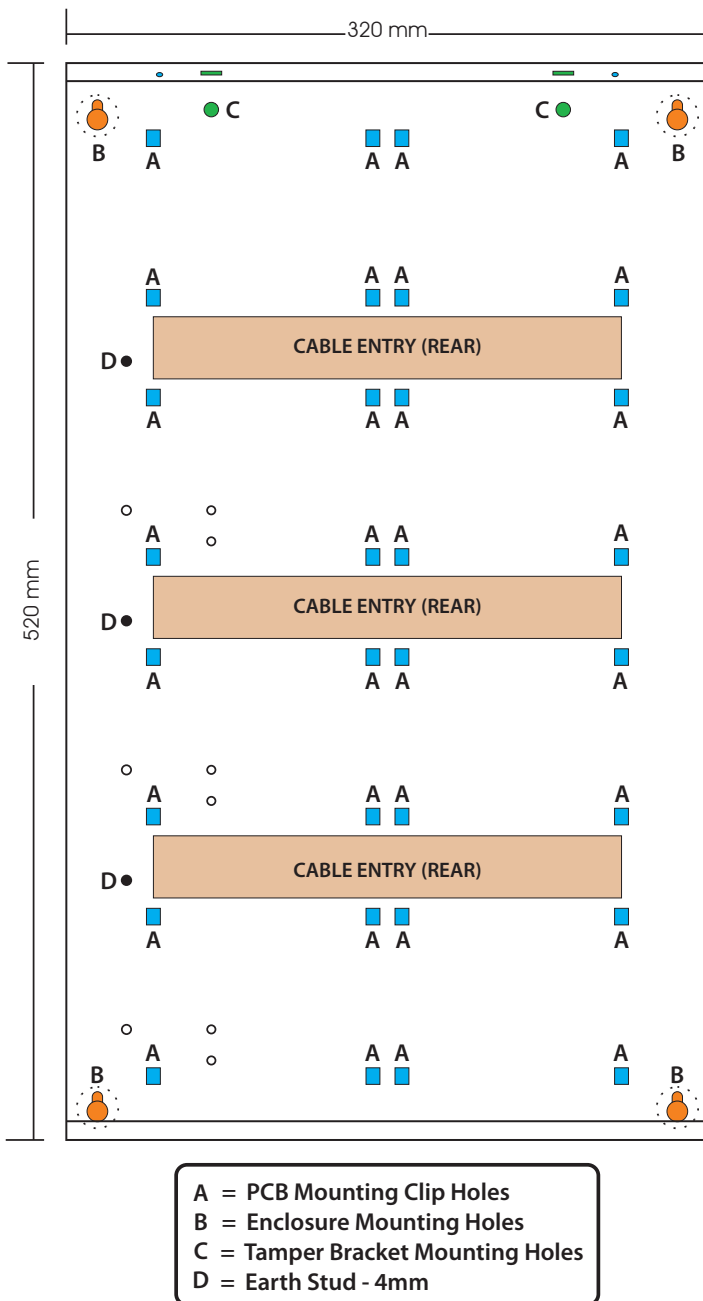 320 mm
C C
B B
A A A A
A A A A
CABLE ENTRY (REAR)
D
A A A A
A A A A
520 mm
CABLE ENTRY (REAR)
D
A A A A
A A A A
CABLE ENTRY (REAR)
D
A A A A
A A A A
B B
A = PCB Mounting Clip Holes
B = Enclosure Mounting Holes
C = Tamper Bracket Mounting Holes
D = Earth Stud - 4mm